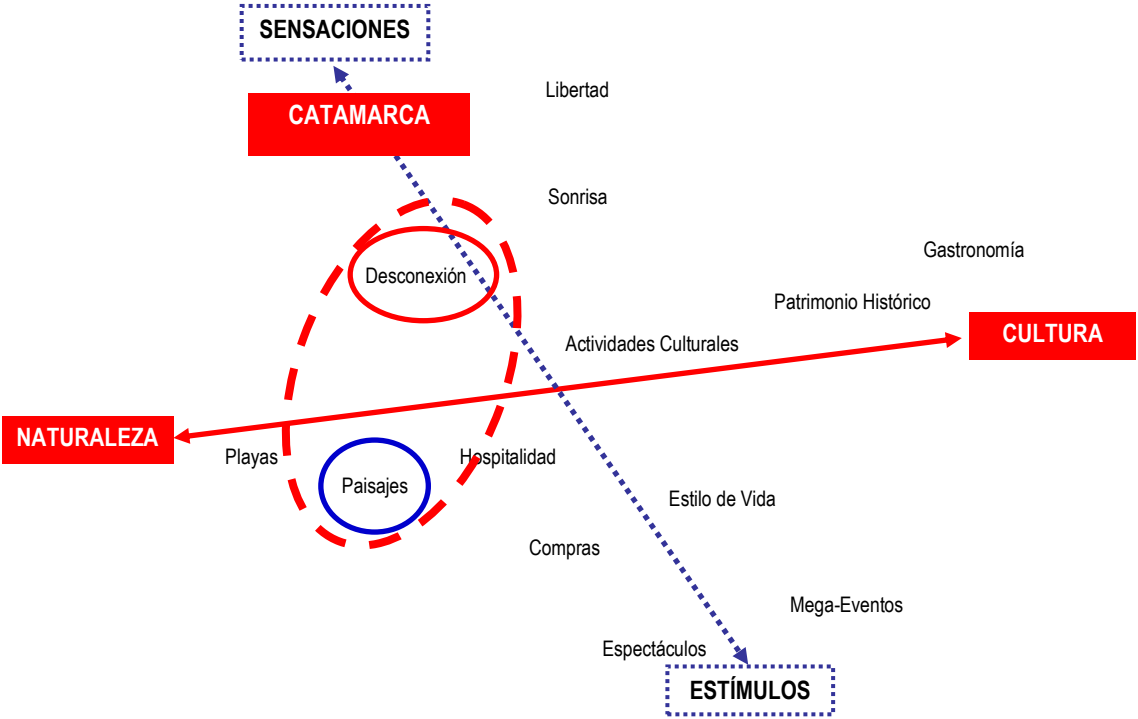 SENSACIONES
Libertad
CATAMARCA
Sonrisa
Gastronomía
Desconexión
Patrimonio Histórico
CULTURA
Actividades Culturales
NATURALEZA
Playas
Hospitalidad
Paisajes
Estilo de Vida
Compras
Mega-Eventos
Espectáculos
ESTÍMULOS